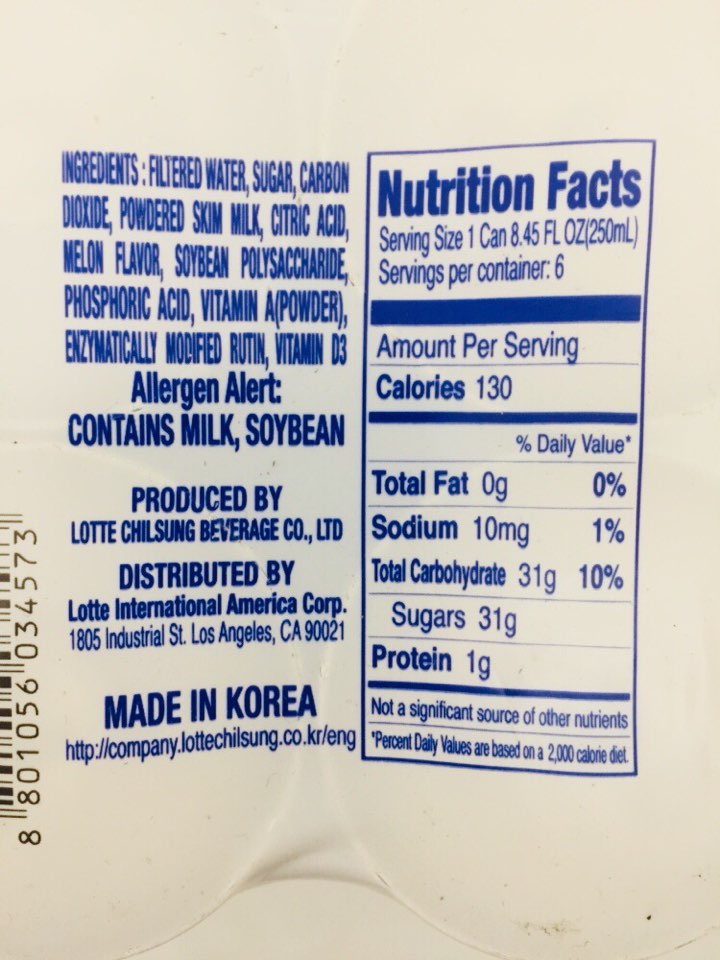 INGREDIENTS : FILTERED WATER, SUGAR, CARBON
DIOXIDE, POWDERED SKIM MILK, CITRIC ACID,
MELON FLAVOR, SOYBEAN POLYSACCHARIDE,
PHOSPHORIC ACID, VITAMIN A(POWDER),
ENZYMATICALLY MODIFIED RUTIN, VITAMIN D3
Allergen Alert:
CONTAINS MILK, SOYBEAN
PRODUCED BY
LOTTE CHILSUNG BEVERAGE CO., LTD
DISTRIBUTED BY
Lotte International America Corp.
1805 Industrial St. Los Angeles, CA 90021
MADE IN KOREA
http://company.lottechilsung.co.kr/eng
8 801056 034573
Nutrition Facts
Serving Size 1 Can 8.45 FL OZ(250mL)
Servings per container: 6
Amount Per Serving
Calories 130
% Daily Value*
Total Fat 0g 0%
Sodium 10mg 1%
Total Carbohydrate 31g 10%
Sugars 31g
Protein 1g
Not a significant source of other nutrients
*Percent Daily Values are based on a 2,000 calorie diet.